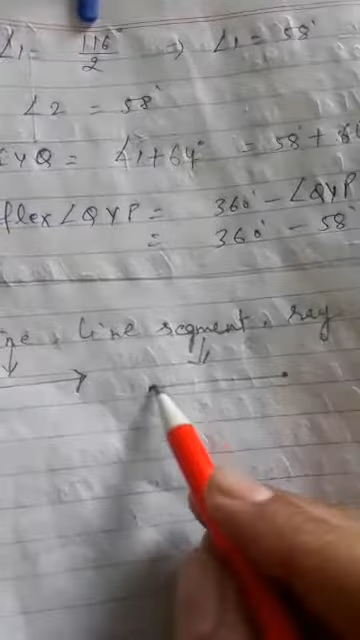 ∠1 = 116/2 ⇒ ∠1 = 58°
∠2 = 58°
YQ = ∠1 + 64° = 58° +
flex ∠QYP = 360° - ∠QYP
= 360° - 58°
ine, line segment, ray